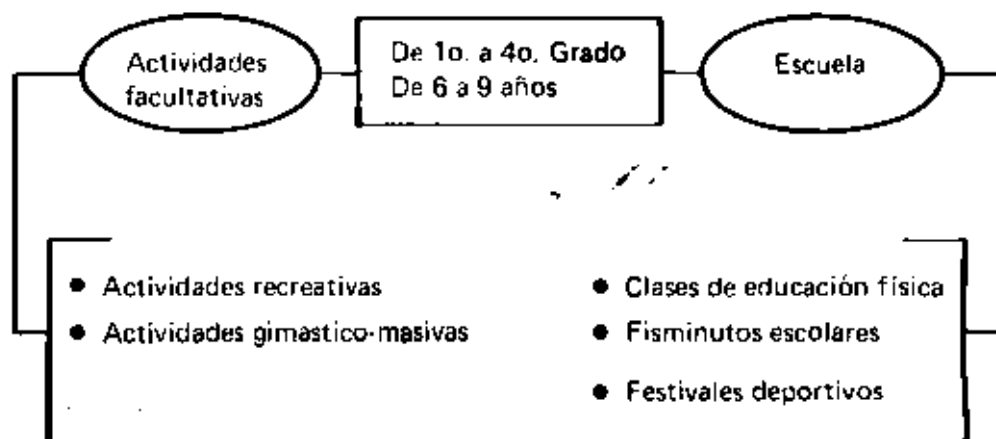 Actividades
facultativas
De 1o. a 4o. Grado
De 6 a 9 años
Escuela
● Actividades recreativas
● Actividades gimastico-masivas
● Clases de educación física
● Fisminutos escolares
● Festivales deportivos